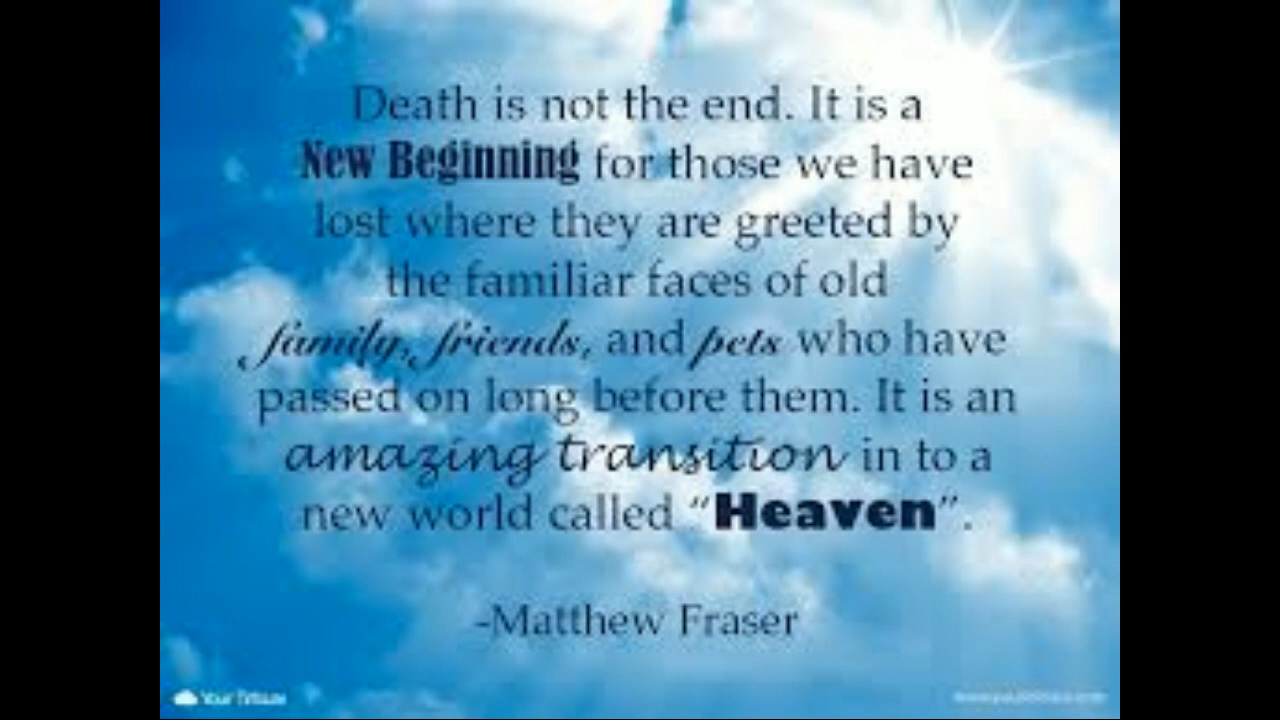 Death is not the end. It is a
New Beginning for those we have
lost where they are greeted by
the familiar faces of old
family, friends, and pets who have
passed on long before them. It is an
amazing transition in to a
new world called “Heaven”.
-Matthew Fraser
Your Tribute